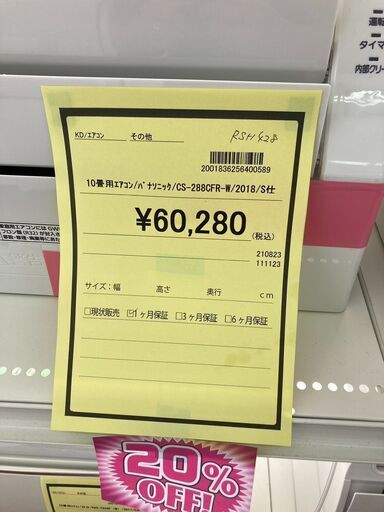 運転
タイマ
内部クリー
KD/エアコン
その他
RSH428
2001836256400589
10畳用エアコン/パナソニック/CS-288CFR-W/2018/S仕
¥60,280
(税込)
210823
111123
サイズ:幅 高さ 奥行 cm
□現状販売 ☑1ヶ月保証 □3ヶ月保証 □6ヶ月保証
20%
OFF!